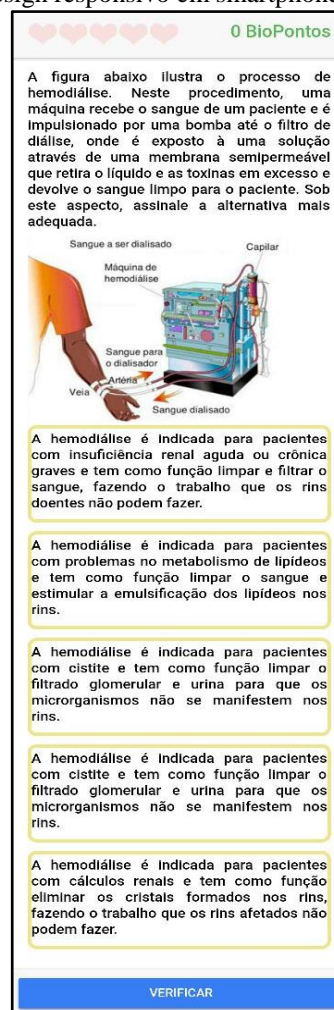 0 BioPontos
A figura abaixo ilustra o processo de
hemodiálise. Neste procedimento, uma
máquina recebe o sangue de um paciente e é
impulsionado por uma bomba até o filtro de
diálise, onde é exposto à uma solução
através de uma membrana semipermeável
que retira o líquido e as toxinas em excesso e
devolve o sangue limpo para o paciente. Sob
este aspecto, assinale a alternativa mais
adequada.
Sangue a ser dialisado
Capilar
Máquina de
hemodiálise
Sangue para
o dialisador
Artéria
Veia
Sangue dialisado
A hemodiálise é indicada para pacientes
com insuficiência renal aguda ou crônica
graves e tem como função limpar e filtrar o
sangue, fazendo o trabalho que os rins
doentes não podem fazer.
A hemodiálise é indicada para pacientes
com problemas no metabolismo de lipídeos
e tem como função limpar o sangue e
estimular a emulsificação dos lipídeos nos
rins.
A hemodiálise é indicada para pacientes
com cistite e tem como função limpar o
filtrado glomerular e urina para que os
microrganismos não se manifestem nos
rins.
A hemodiálise é indicada para pacientes
com cistite e tem como função limpar o
filtrado glomerular e urina para que os
microrganismos não se manifestem nos
rins.
A hemodiálise é indicada para pacientes
com cálculos renais e tem como função
eliminar os cristais formados nos rins,
fazendo o trabalho que os rins afetados não
podem fazer.
VERIFICAR